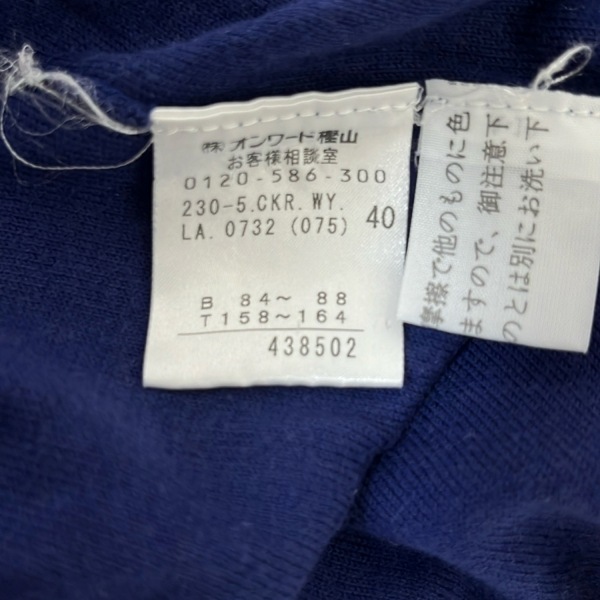 ㈱ オンワード樫山
お客様相談室
0120-586-300
230-5.CKR.WY.
LA. 0732 (075) 40
B 84～ 88
T158～164
438502
摩擦で他のものに色
ますので、御注意下
のとは別にお洗い下